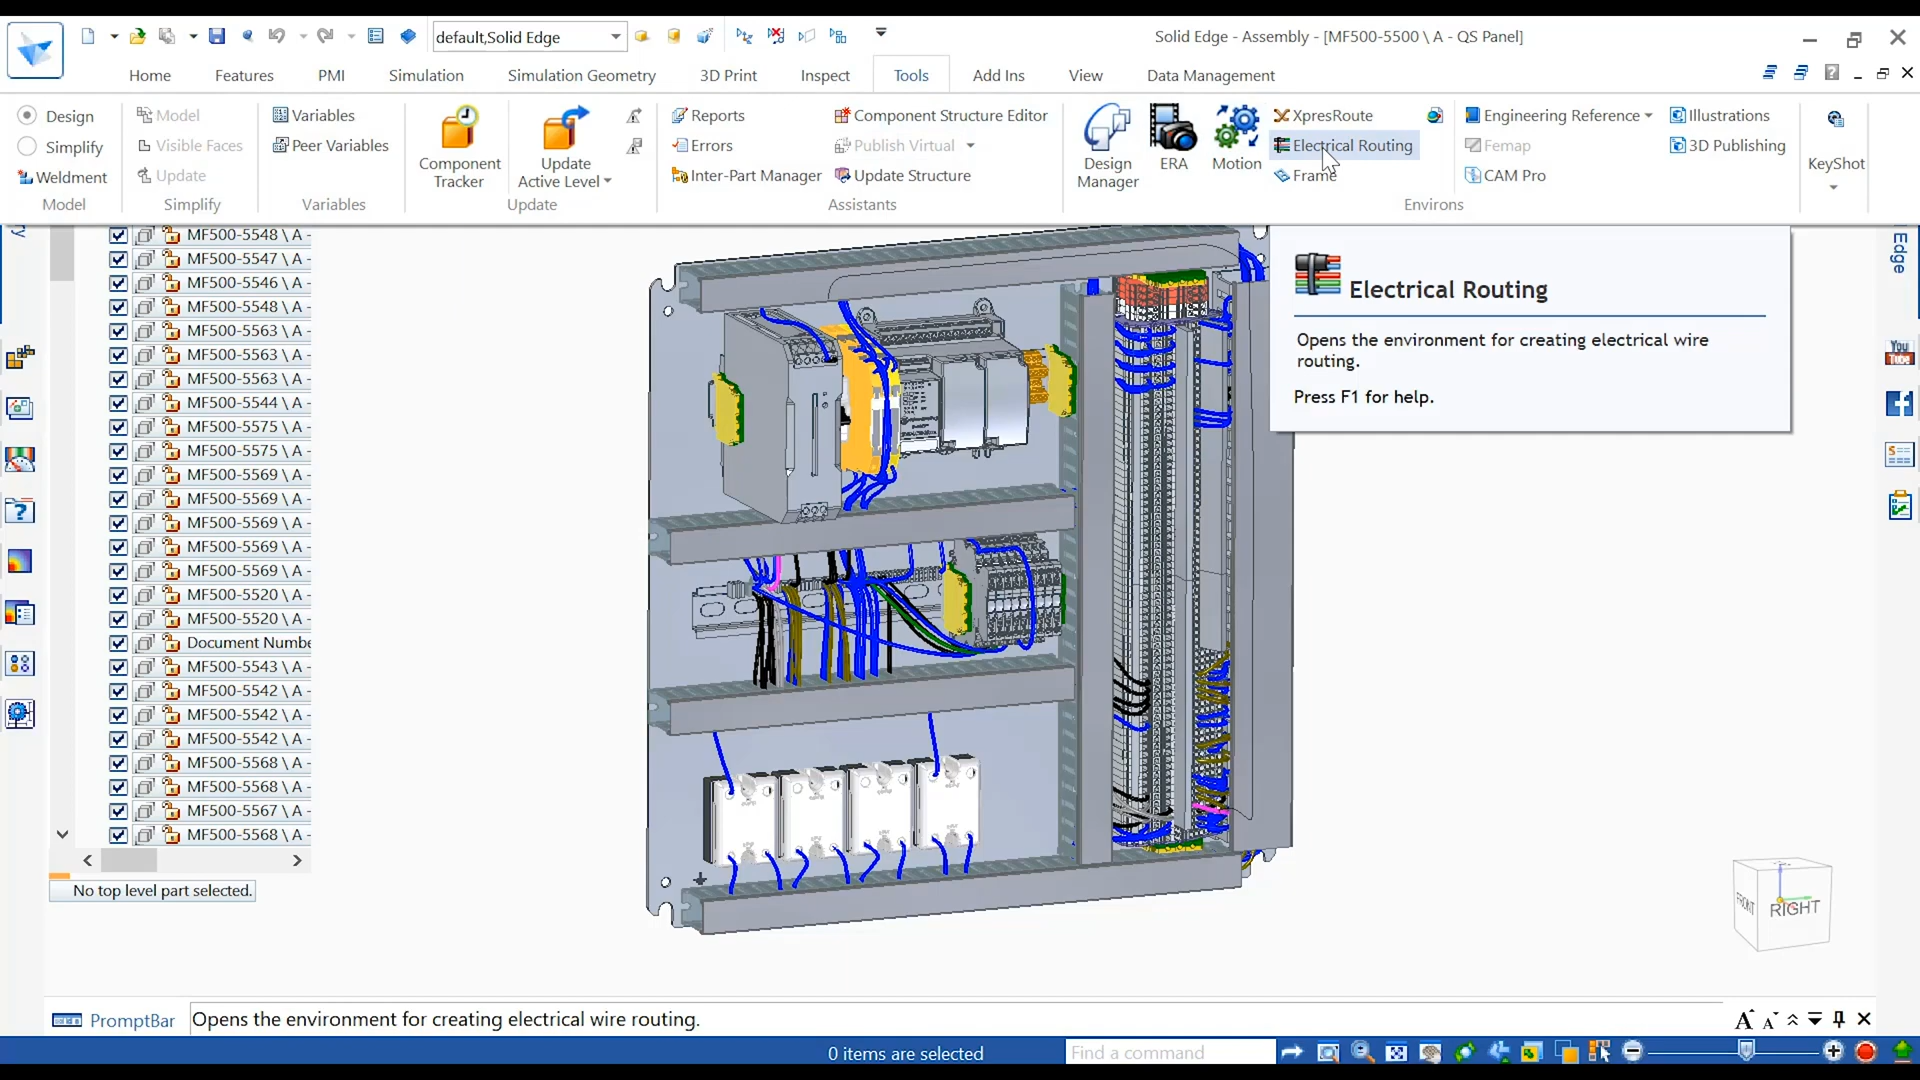 default,Solid Edge
Solid Edge - Assembly - [MF500-5500 \ A - QS Panel]
Home
Features
PMI
Simulation
Simulation Geometry
3D Print
Inspect
Tools
Add Ins
View
Data Management
Design
Simplify
Weldment
Model
Model
Visible Faces
Update
Simplify
Variables
Peer Variables
Variables
Component
Tracker
Update
Active Level
Update
Reports
Errors
Inter-Part Manager
Component Structure Editor
Publish Virtual
Update Structure
Assistants
Design
Manager
ERA
Motion
XpresRoute
Electrical Routing
Frame
Engineering Reference
Femap
CAM Pro
Illustrations
3D Publishing
Environs
KeyShot
MF500-5548 \ A -
MF500-5547 \ A -
MF500-5546 \ A -
MF500-5548 \ A -
MF500-5563 \ A -
MF500-5563 \ A -
MF500-5563 \ A -
MF500-5544 \ A -
MF500-5575 \ A -
MF500-5575 \ A -
MF500-5569 \ A -
MF500-5569 \ A -
MF500-5569 \ A -
MF500-5569 \ A -
MF500-5569 \ A -
MF500-5520 \ A -
MF500-5520 \ A -
Document Numbe
MF500-5543 \ A -
MF500-5542 \ A -
MF500-5542 \ A -
MF500-5542 \ A -
MF500-5568 \ A -
MF500-5568 \ A -
MF500-5567 \ A -
MF500-5568 \ A -
No top level part selected.
Electrical Routing
Opens the environment for creating electrical wire
routing.
Press F1 for help.
Edge
You
Tube
FRONT
RIGHT
PromptBar
Opens the environment for creating electrical wire routing.
0 items are selected
Find a command